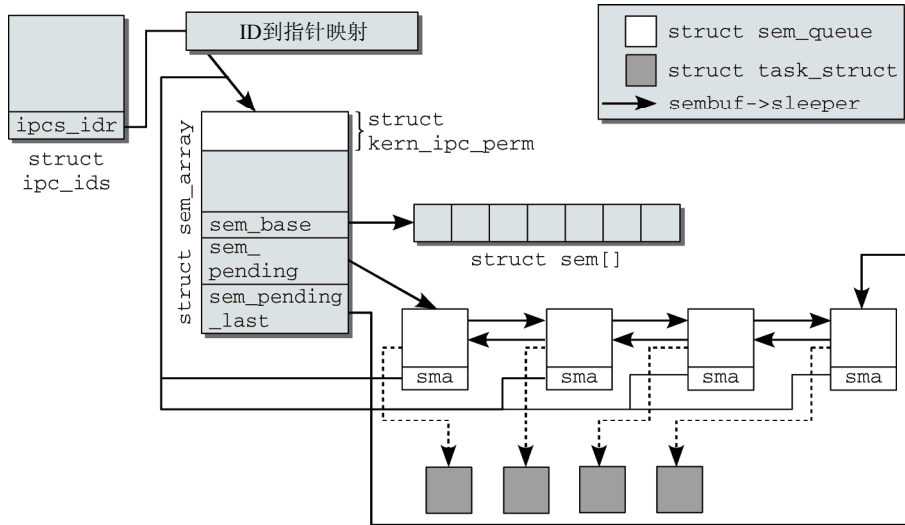 ID到指针映射
ipcs_idr
struct
ipc_ids
struct sem_array
struct
kern_ipc_perm
sem_base
sem_
pending
sem_pending
_last
struct sem[]
sma
sma
sma
sma
struct sem_queue
struct task_struct
sembuf->sleeper